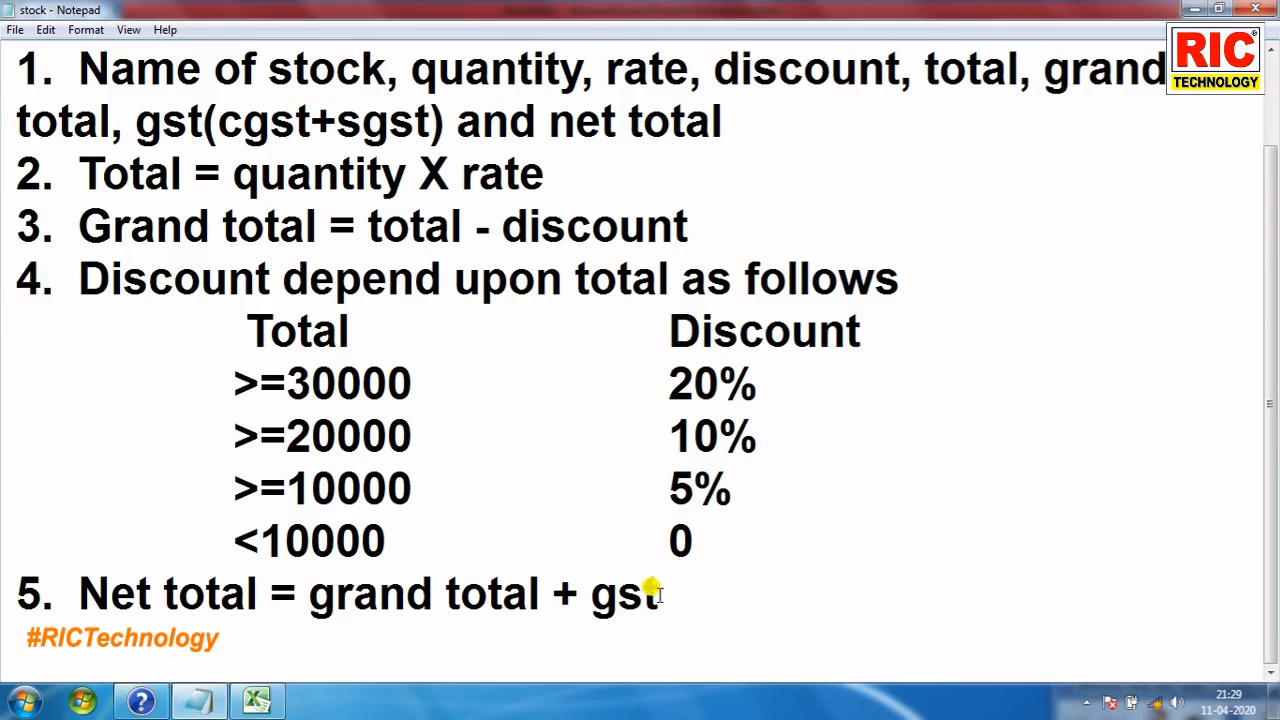 stock - Notepad
File Edit Format View Help
RIC
TECHNOLOGY
1. Name of stock, quantity, rate, discount, total, grand
total, gst(cgst+sgst) and net total
2. Total = quantity X rate
3. Grand total = total - discount
4. Discount depend upon total as follows
Total Discount
>=30000 20%
>=20000 10%
>=10000 5%
<10000 0
5. Net total = grand total + gst
#RICTechnology
21:29
11-04-2020